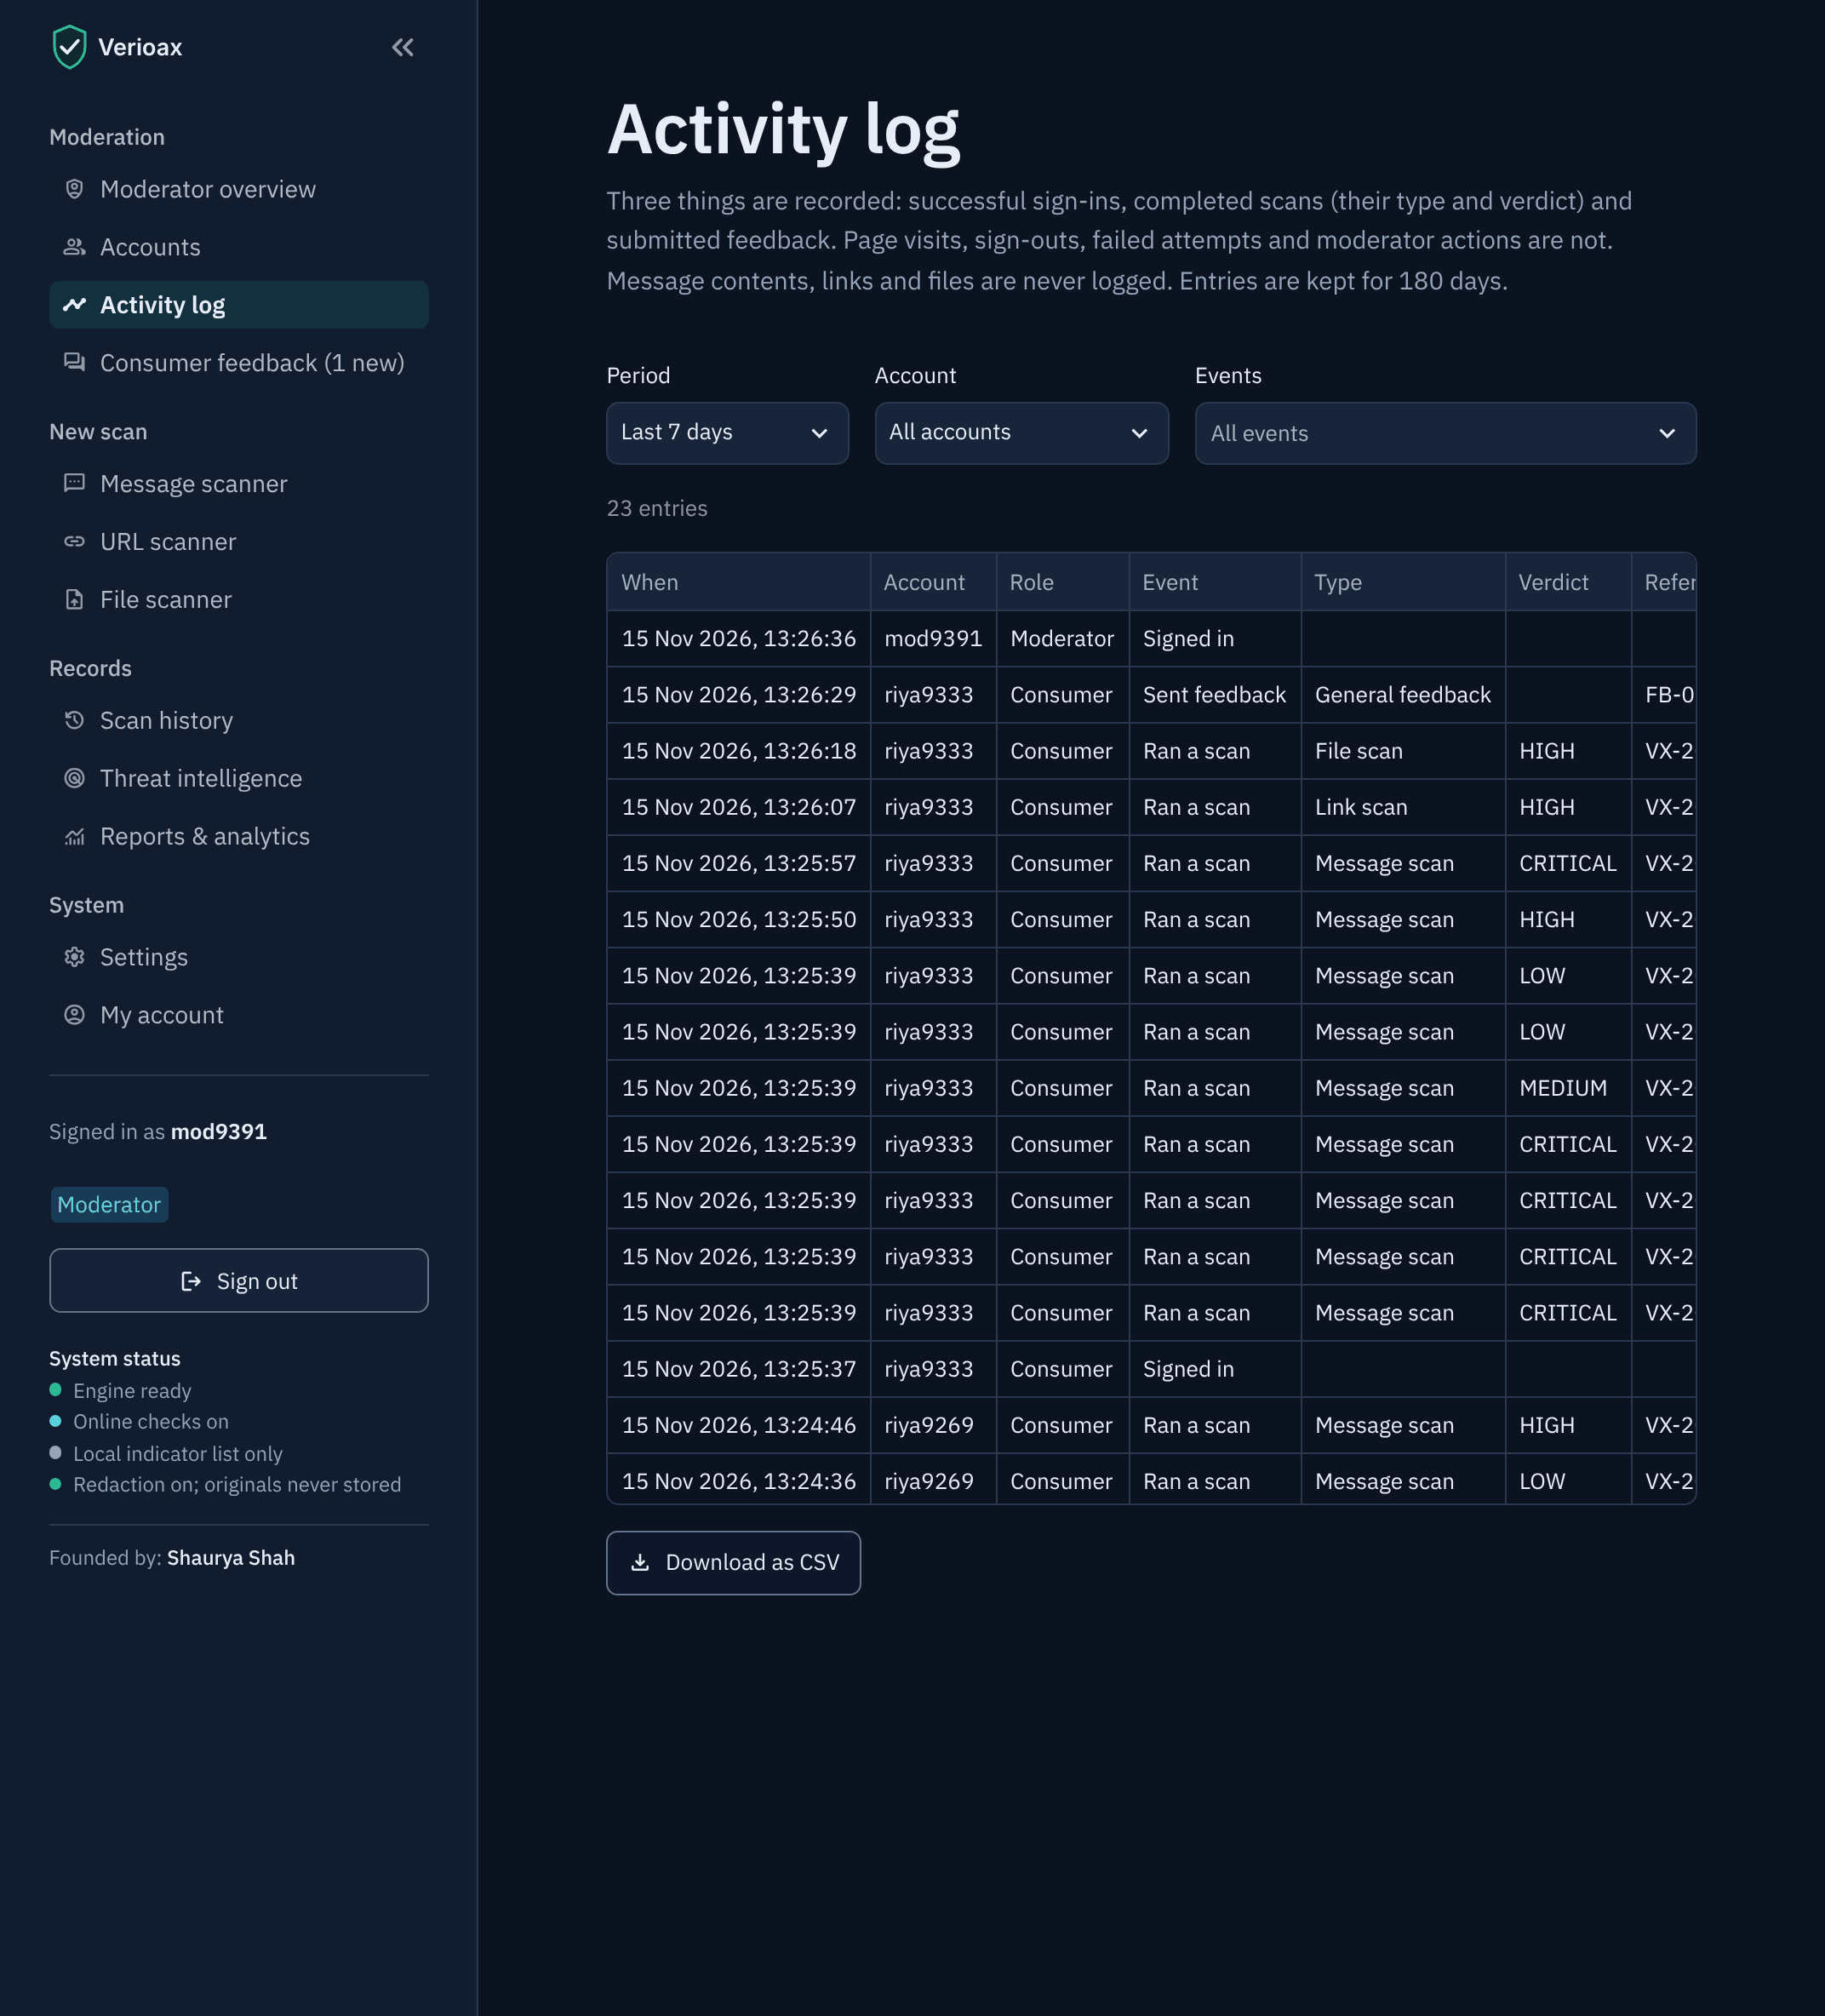 Verioax
Moderation
Moderator overview
Accounts
Activity log
Consumer feedback (1 new)
New scan
Message scanner
URL scanner
File scanner
Records
Scan history
Threat intelligence
Reports & analytics
System
Settings
My account
Signed in as mod9391
Moderator
Sign out
System status
Engine ready
Online checks on
Local indicator list only
Redaction on; originals never stored
Founded by: Shaurya Shah
Activity log
Three things are recorded: successful sign-ins, completed scans (their type and verdict) and
submitted feedback. Page visits, sign-outs, failed attempts and moderator actions are not.
Message contents, links and files are never logged. Entries are kept for 180 days.
Period Account Events
Last 7 days All accounts All events
23 entries
When Account Role Event Type Verdict Refer
15 Nov 2026, 13:26:36 mod9391 Moderator Signed in
15 Nov 2026, 13:26:29 riya9333 Consumer Sent feedback General feedback FB-0
15 Nov 2026, 13:26:18 riya9333 Consumer Ran a scan File scan HIGH VX-2
15 Nov 2026, 13:26:07 riya9333 Consumer Ran a scan Link scan HIGH VX-2
15 Nov 2026, 13:25:57 riya9333 Consumer Ran a scan Message scan CRITICAL VX-2
15 Nov 2026, 13:25:50 riya9333 Consumer Ran a scan Message scan HIGH VX-2
15 Nov 2026, 13:25:39 riya9333 Consumer Ran a scan Message scan LOW VX-2
15 Nov 2026, 13:25:39 riya9333 Consumer Ran a scan Message scan LOW VX-2
15 Nov 2026, 13:25:39 riya9333 Consumer Ran a scan Message scan MEDIUM VX-2
15 Nov 2026, 13:25:39 riya9333 Consumer Ran a scan Message scan CRITICAL VX-2
15 Nov 2026, 13:25:39 riya9333 Consumer Ran a scan Message scan CRITICAL VX-2
15 Nov 2026, 13:25:39 riya9333 Consumer Ran a scan Message scan CRITICAL VX-2
15 Nov 2026, 13:25:39 riya9333 Consumer Ran a scan Message scan CRITICAL VX-2
15 Nov 2026, 13:25:37 riya9333 Consumer Signed in
15 Nov 2026, 13:24:46 riya9269 Consumer Ran a scan Message scan HIGH VX-2
15 Nov 2026, 13:24:36 riya9269 Consumer Ran a scan Message scan LOW VX-2
Download as CSV